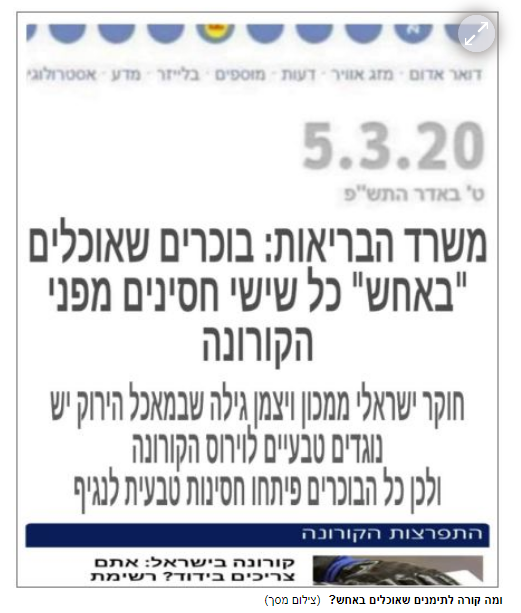 דואר אדום · מזג אוויר · דעות · מוספים · בלייזר · מדע · אסטרולוגי
5.3.20
ט' באדר התש"פ
משרד הבריאות: בוכרים שאוכלים
"באחש" כל שישי חסינים מפני
הקורונה
חוקר ישראלי ממכון ויצמן גילה שבמאכל הירוק יש
נוגדים טבעיים לוירוס הקורונה
ולכן כל הבוכרים פיתחו חסינות טבעית לנגיף
התפרצות הקורונה
קורונה בישראל: אתם
צריכים בידוד? רשימת
ומה קורה לתימנים שאוכלים באחש? (צילום מסך)